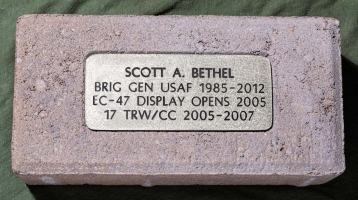 SCOTT A. BETHEL
BRIG GEN USAF 1985-2012
EC-47 DISPLAY OPENS 2005
17 TRW/CC 2005-2007